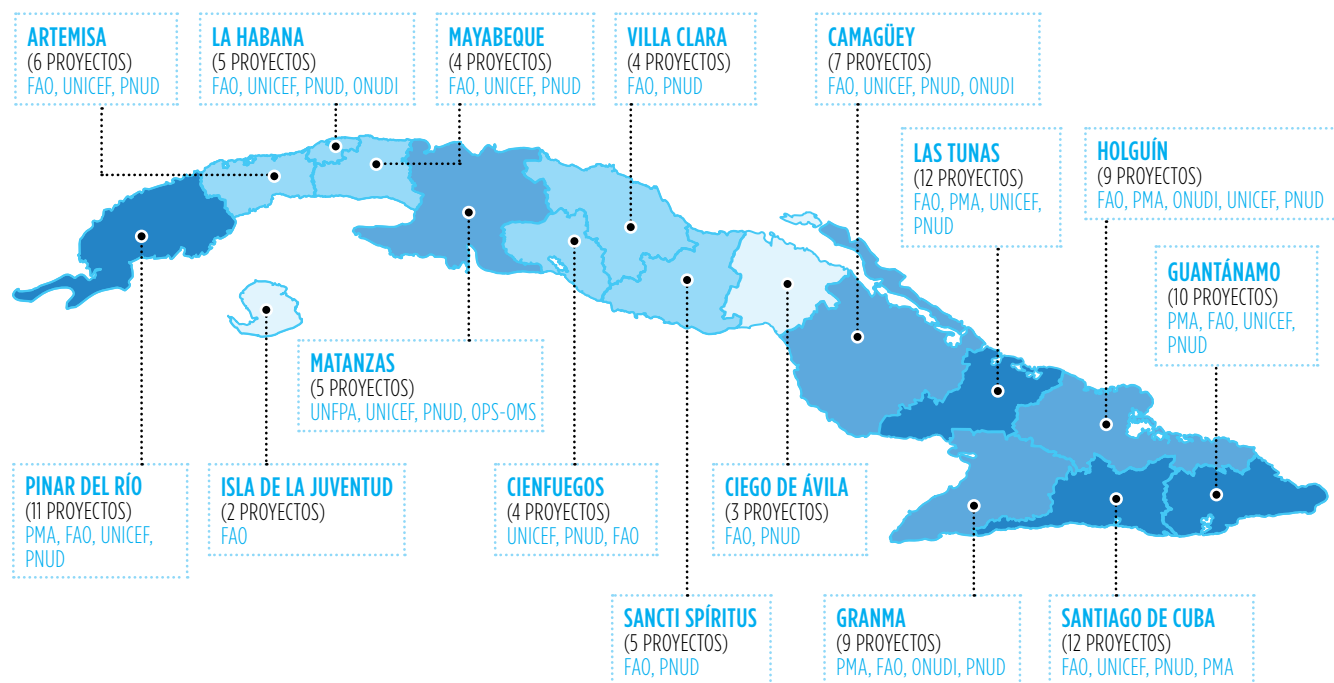 ARTEMISA
(6 PROYECTOS)
FAO, UNICEF, PNUD
LA HABANA
(5 PROYECTOS)
FAO, UNICEF, PNUD, ONUDI
MAYABEQUE
(4 PROYECTOS)
FAO, UNICEF, PNUD
VILLA CLARA
(4 PROYECTOS)
FAO, PNUD
CAMAGÜEY
(7 PROYECTOS)
FAO, UNICEF, PNUD, ONUDI
LAS TUNAS
(12 PROYECTOS)
FAO, PMA, UNICEF,
PNUD
HOLGUÍN
(9 PROYECTOS)
FAO, PMA, ONUDI, UNICEF, PNUD
GUANTÁNAMO
(10 PROYECTOS)
PMA, FAO, UNICEF,
PNUD
MATANZAS
(5 PROYECTOS)
UNFPA, UNICEF, PNUD, OPS-OMS
PINAR DEL RÍO
(11 PROYECTOS)
PMA, FAO, UNICEF,
PNUD
ISLA DE LA JUVENTUD
(2 PROYECTOS)
FAO
CIENFUEGOS
(4 PROYECTOS)
UNICEF, PNUD, FAO
CIEGO DE ÁVILA
(3 PROYECTOS)
FAO, PNUD
SANCTI SPÍRITUS
(5 PROYECTOS)
FAO, PNUD
GRANMA
(9 PROYECTOS)
PMA, FAO, ONUDI, PNUD
SANTIAGO DE CUBA
(12 PROYECTOS)
FAO, UNICEF, PNUD, PMA